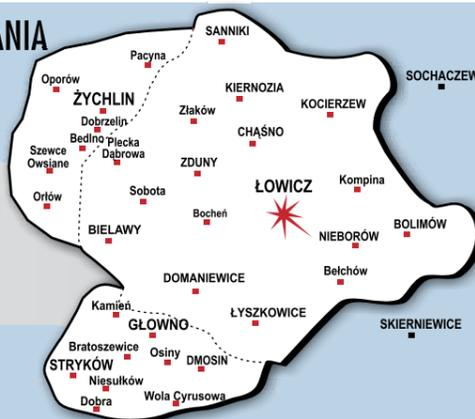 ANIA
SANNIKI
Pacyna
Oporów
SOCHACZEW
KIERNOZIA
ŻYCHLIN
KOCIERZEW
Złaków
Dobrzelin
CHĄŚNO
Bedlno
Plecka
Dąbrowa
Szewce
Owsiane
ZDUNY
Kompina
ŁOWICZ
Sobota
Orłów
Bocheń
BOLIMÓW
BIELAWY
NIEBORÓW
Bełchów
DOMANIEWICE
Kamień
ŁYSZKOWICE
GŁOWNO
SKIERNIEWICE
Bratoszewice
Osiny
DMOSIN
STRYKÓW
Niesułków
Wola Cyrusowa
Dobra